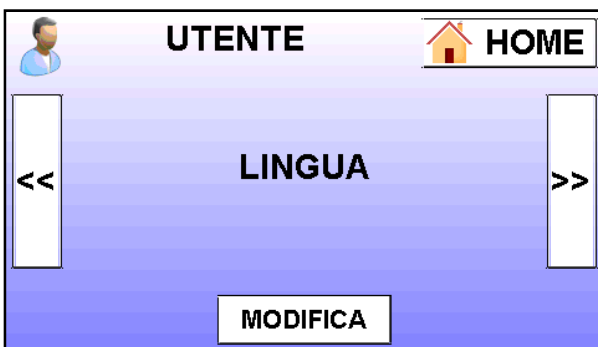 UTENTE
HOME
<<
LINGUA
>>
MODIFICA